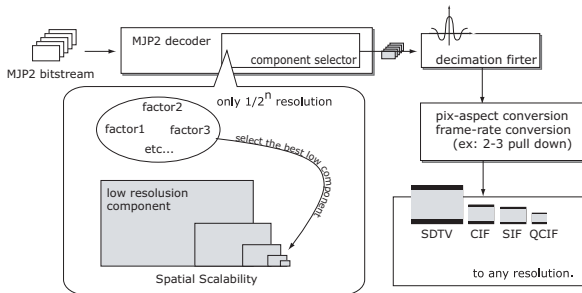 MJP2 bitstream
MJP2 decoder
component selector
decimation firter
only 1/2^n resolution
factor2
factor1
factor3
etc...
select the best low component
low resolusion
component
Spatial Scalability
pix-aspect conversion
frame-rate conversion
(ex: 2-3 pull down)
SDTV
CIF
SIF
QCIF
to any resolution.